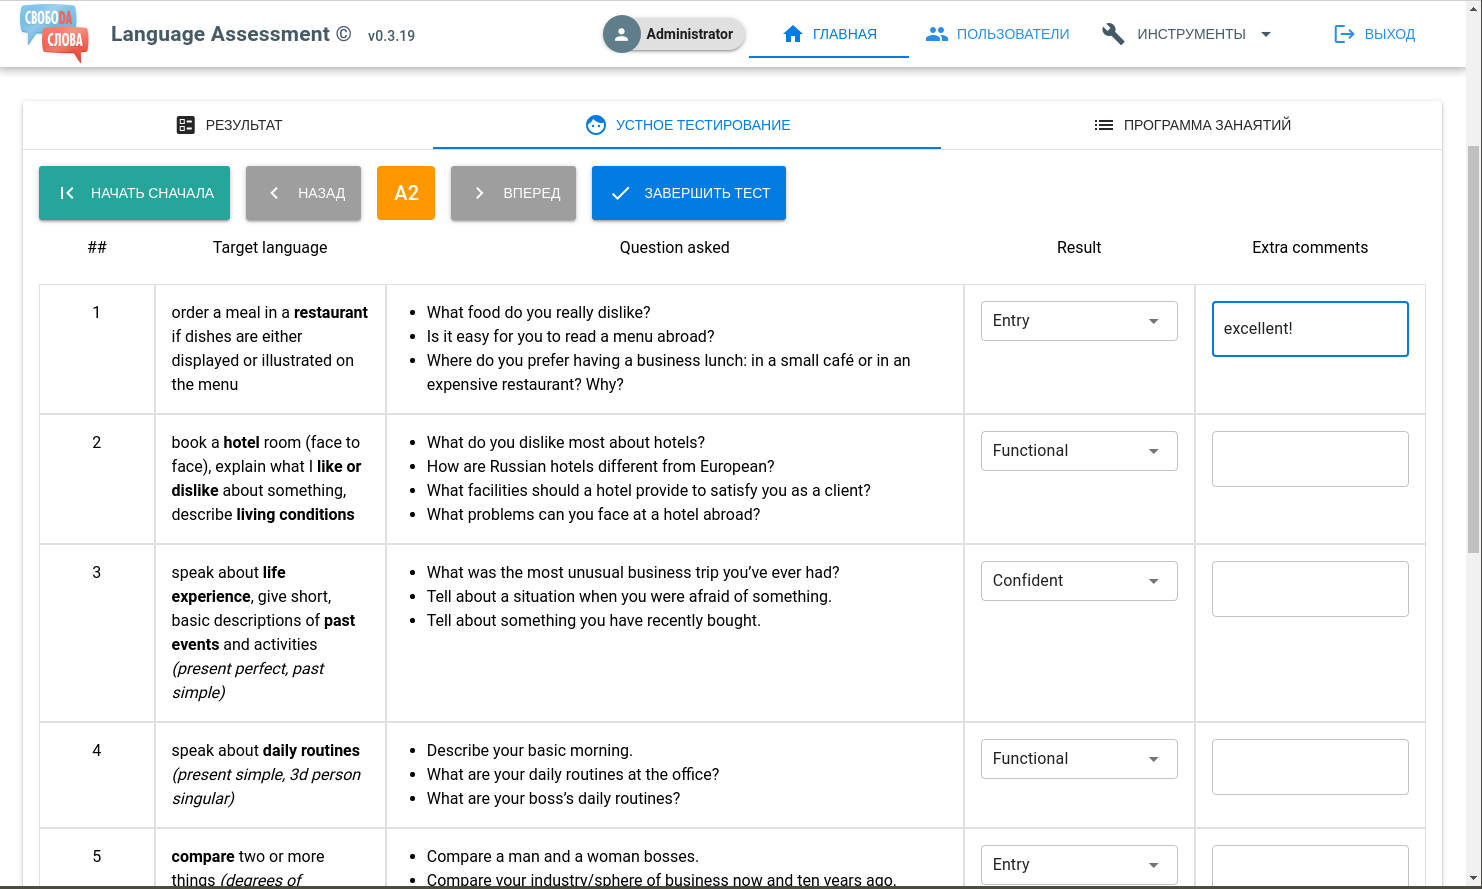 СВОБОDA
СЛОВА
Language Assessment © v0.3.19
Administrator
ГЛАВНАЯ
ПОЛЬЗОВАТЕЛИ
ИНСТРУМЕНТЫ
ВЫХОД
РЕЗУЛЬТАТ
УСТНОЕ ТЕСТИРОВАНИЕ
ПРОГРАММА ЗАНАЯТИЙ
НАЧАТЬ СНАЧАЛА
НАЗАД
A2
ВПЕРЕД
ЗАВЕРШИТЬ ТЕСТ
## Target language Question asked Result Extra comments
1
order a meal in a restaurant
if dishes are either
displayed or illustrated on
the menu
What food do you really dislike?
Is it easy for you to read a menu abroad?
Where do you prefer having a business lunch: in a small café or in an
expensive restaurant? Why?
Entry
excellent!
2
book a hotel room (face to
face), explain what I like or
dislike about something,
describe living conditions
What do you dislike most about hotels?
How are Russian hotels different from European?
What facilities should a hotel provide to satisfy you as a client?
What problems can you face at a hotel abroad?
Functional
3
speak about life
experience, give short,
basic descriptions of past
events and activities
(present perfect, past
simple)
What was the most unusual business trip you’ve ever had?
Tell about a situation when you were afraid of something.
Tell about something you have recently bought.
Confident
4
speak about daily routines
(present simple, 3d person
singular)
Describe your basic morning.
What are your daily routines at the office?
What are your boss’s daily routines?
Functional
5
compare two or more
things (degrees of
Compare a man and a woman bosses.
Compare your industry/sphere of business now and ten years ago.
Entry